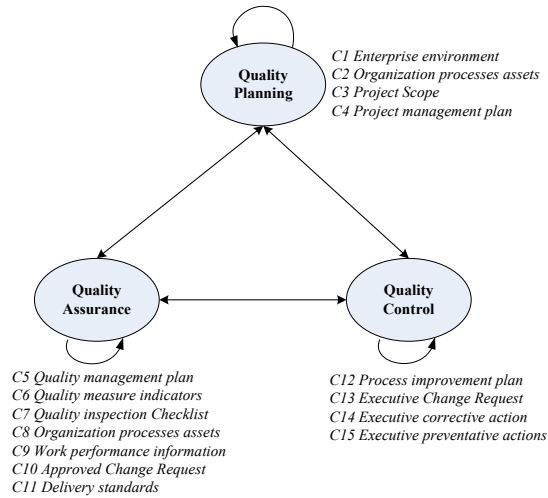 Quality
Planning
C1 Enterprise environment
C2 Organization processes assets
C3 Project Scope
C4 Project management plan
Quality
Assurance
Quality
Control
C5 Quality management plan
C6 Quality measure indicators
C7 Quality inspection Checklist
C8 Organization processes assets
C9 Work performance information
C10 Approved Change Request
C11 Delivery standards
C12 Process improvement plan
C13 Executive Change Request
C14 Executive corrective action
C15 Executive preventative actions